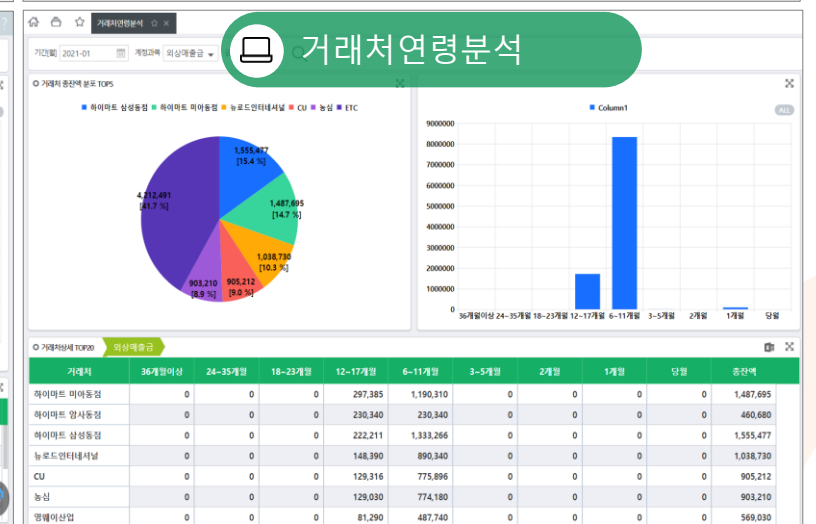 거래처연령분석
거래처연령분석
기간[월] 2021-01 계정과목 외상매출금
거래처 총잔액 분포 TOP5
하이마트 삼성동점 하이마트 미아동점 뉴로드인터네셔널 CU 농심 ETC
1,555,477
[15.4 %]
1,487,695
[14.7 %]
1,038,730
[10.3 %]
905,212
[9.0 %]
903,210
[8.9 %]
4,212,491
[41.7 %]
Column1
ALL
9000000
8000000
7000000
6000000
5000000
4000000
3000000
2000000
1000000
0
36개월이상 24~35개월 18~23개월 12~17개월 6~11개월 3~5개월 2개월 1개월 당월
거래처상세 TOP20 외상매출금
거래처 36개월이상 24~35개월 18~23개월 12~17개월 6~11개월 3~5개월 2개월 1개월 당월 총잔액
하이마트 미아동점 0 0 0 297,385 1,190,310 0 0 0 0 1,487,695
하이마트 암사동점 0 0 0 230,340 230,340 0 0 0 0 460,680
하이마트 삼성동점 0 0 0 222,211 1,333,266 0 0 0 0 1,555,477
뉴로드인터네셔널 0 0 0 148,390 890,340 0 0 0 0 1,038,730
CU 0 0 0 129,316 775,896 0 0 0 0 905,212
농심 0 0 0 129,030 774,180 0 0 0 0 903,210
영웨이산업 0 0 0 81,290 487,740 0 0 0 0 569,030